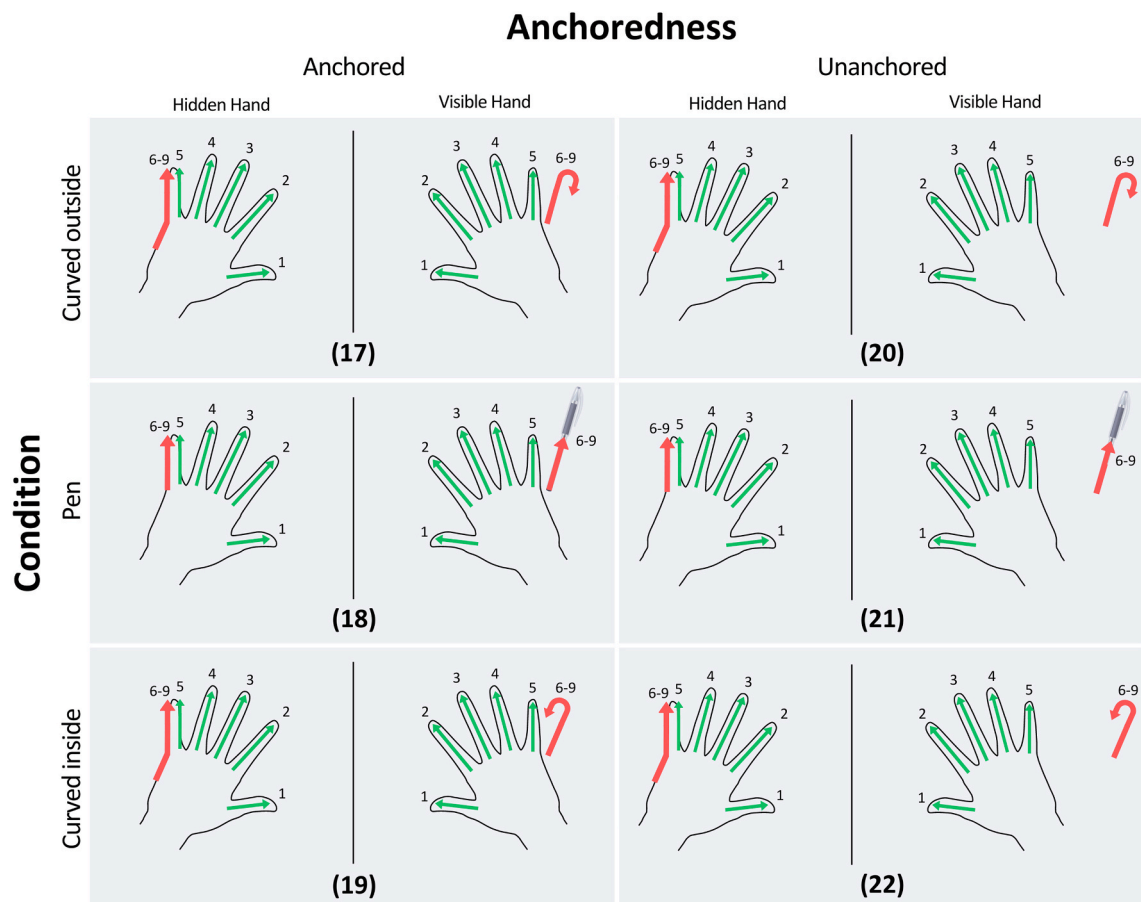 Anchoredness
Anchored
Unanchored
Hidden Hand
Visible Hand
Hidden Hand
Visible Hand
Condition
Curved outside
6-9 5 4 3 2 1
1 2 3 4 5 6-9
(17)
6-9 5 4 3 2 1
1 2 3 4 5 6-9
(20)
Pen
6-9 5 4 3 2 1
1 2 3 4 5 6-9
(18)
6-9 5 4 3 2 1
1 2 3 4 5 6-9
(21)
Curved inside
6-9 5 4 3 2 1
1 2 3 4 5 6-9
(19)
6-9 5 4 3 2 1
1 2 3 4 5 6-9
(22)